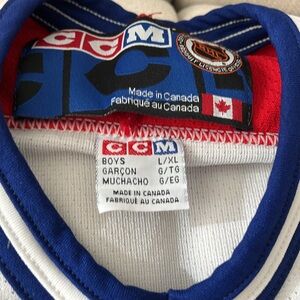 CCM
NHL
Made in Canada
Fabriqué au Canada
CCM
BOYS L/XL
GARÇON G/TG
MUCHACHO G/EG
MADE IN CANADA
FABRIQUÉ AU CANADA